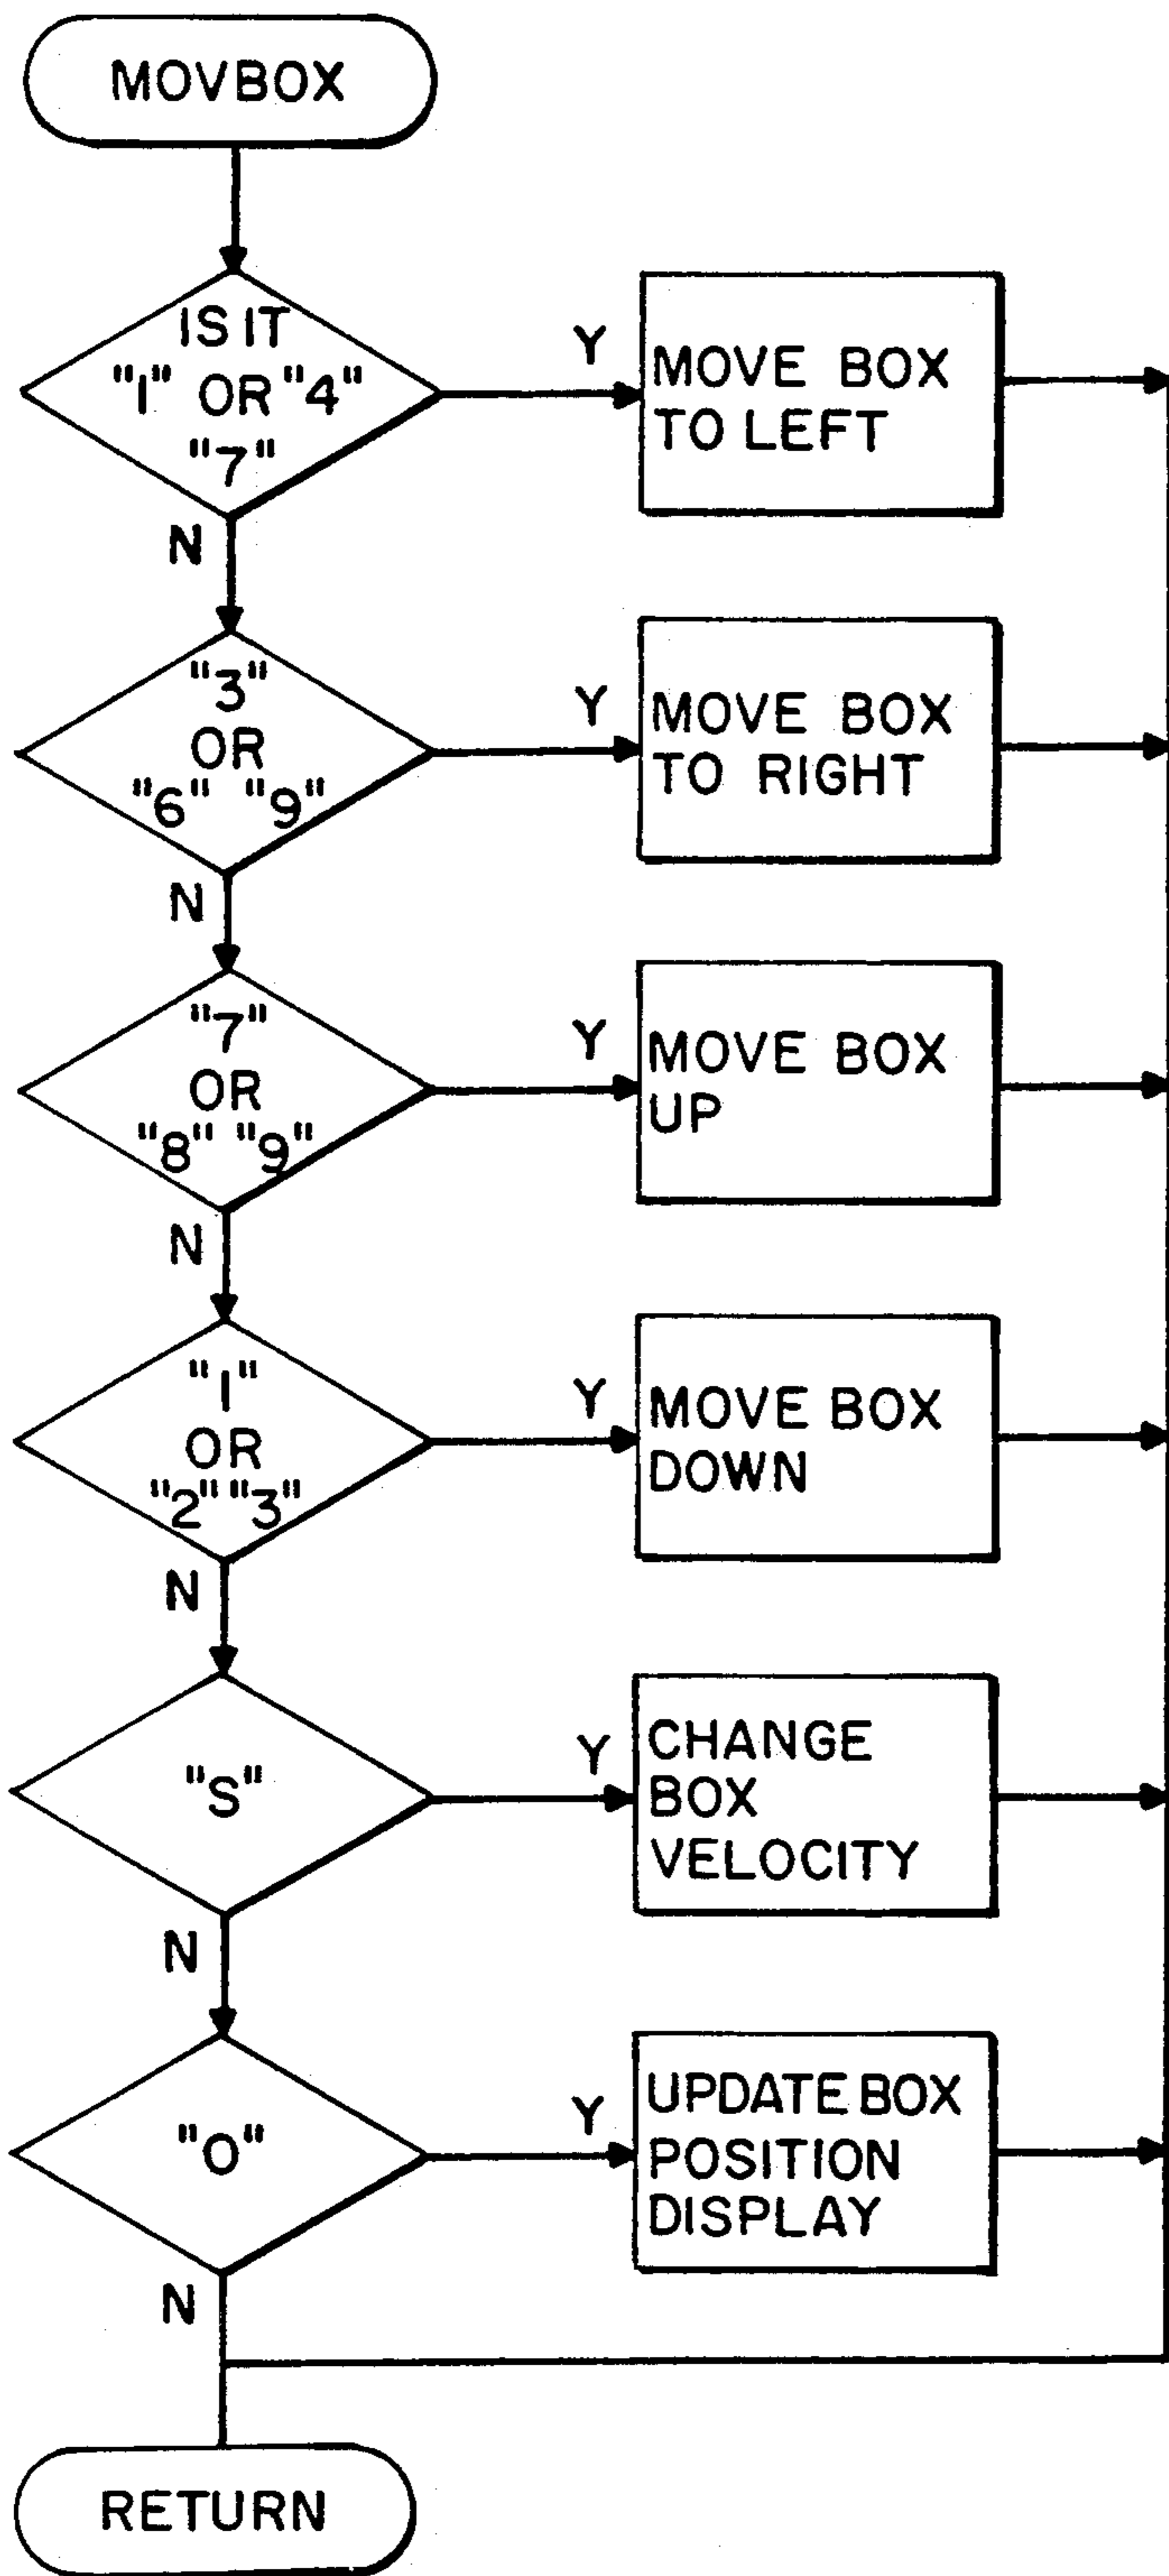 MOVBOX
IS IT
"1" OR "4"
"7"
Y
MOVE BOX
TO LEFT
N
"3"
OR
"6" "9"
Y
MOVE BOX
TO RIGHT
N
"7"
OR
"8" "9"
Y
MOVE BOX
UP
N
"1"
OR
"2" "3"
Y
MOVE BOX
DOWN
N
"S"
Y
CHANGE
BOX
VELOCITY
N
"O"
Y
UPDATE BOX
POSITION
DISPLAY
N
RETURN